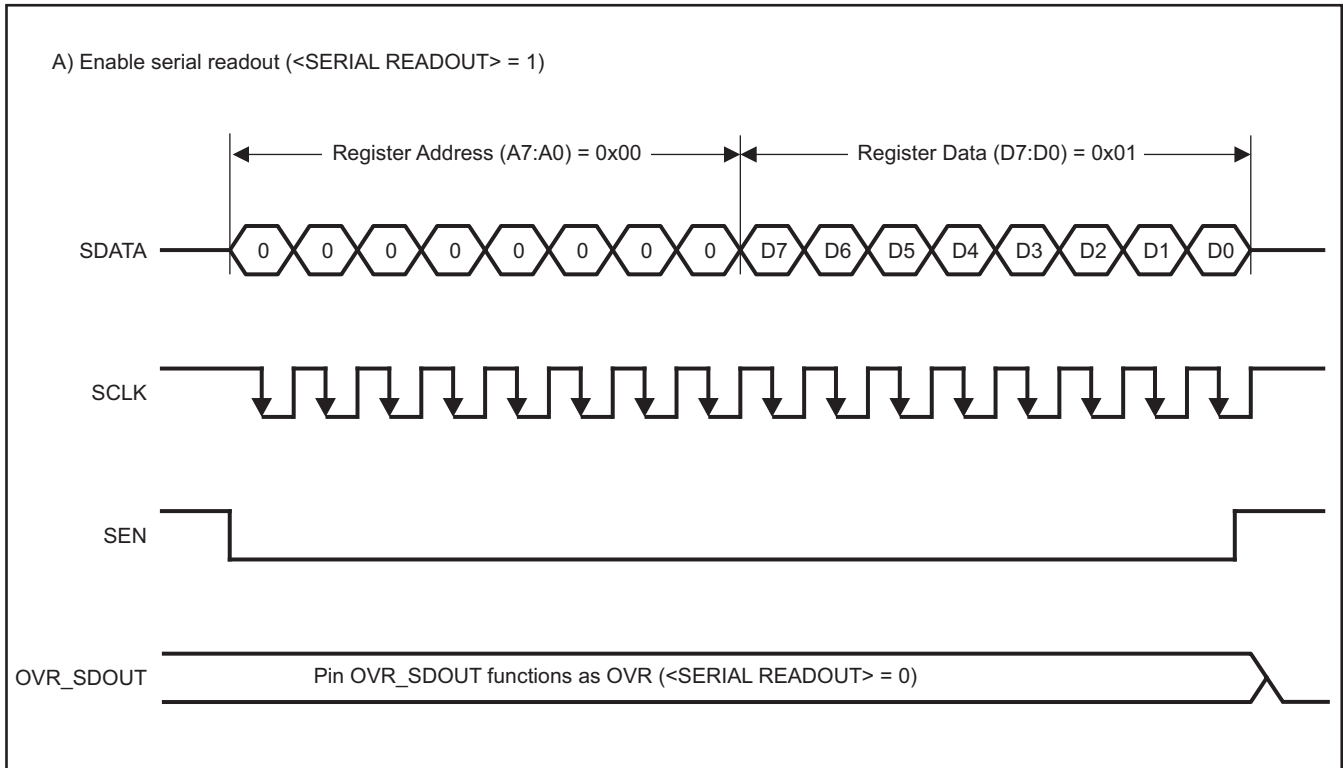 A) Enable serial readout (<SERIAL READOUT> = 1)
Register Address (A7:A0) = 0x00 Register Data (D7:D0) = 0x01
SDATA 0 0 0 0 0 0 0 0 D7 D6 D5 D4 D3 D2 D1 D0
SCLK
SEN
OVR_SDOUT Pin OVR_SDOUT functions as OVR (<SERIAL READOUT> = 0)